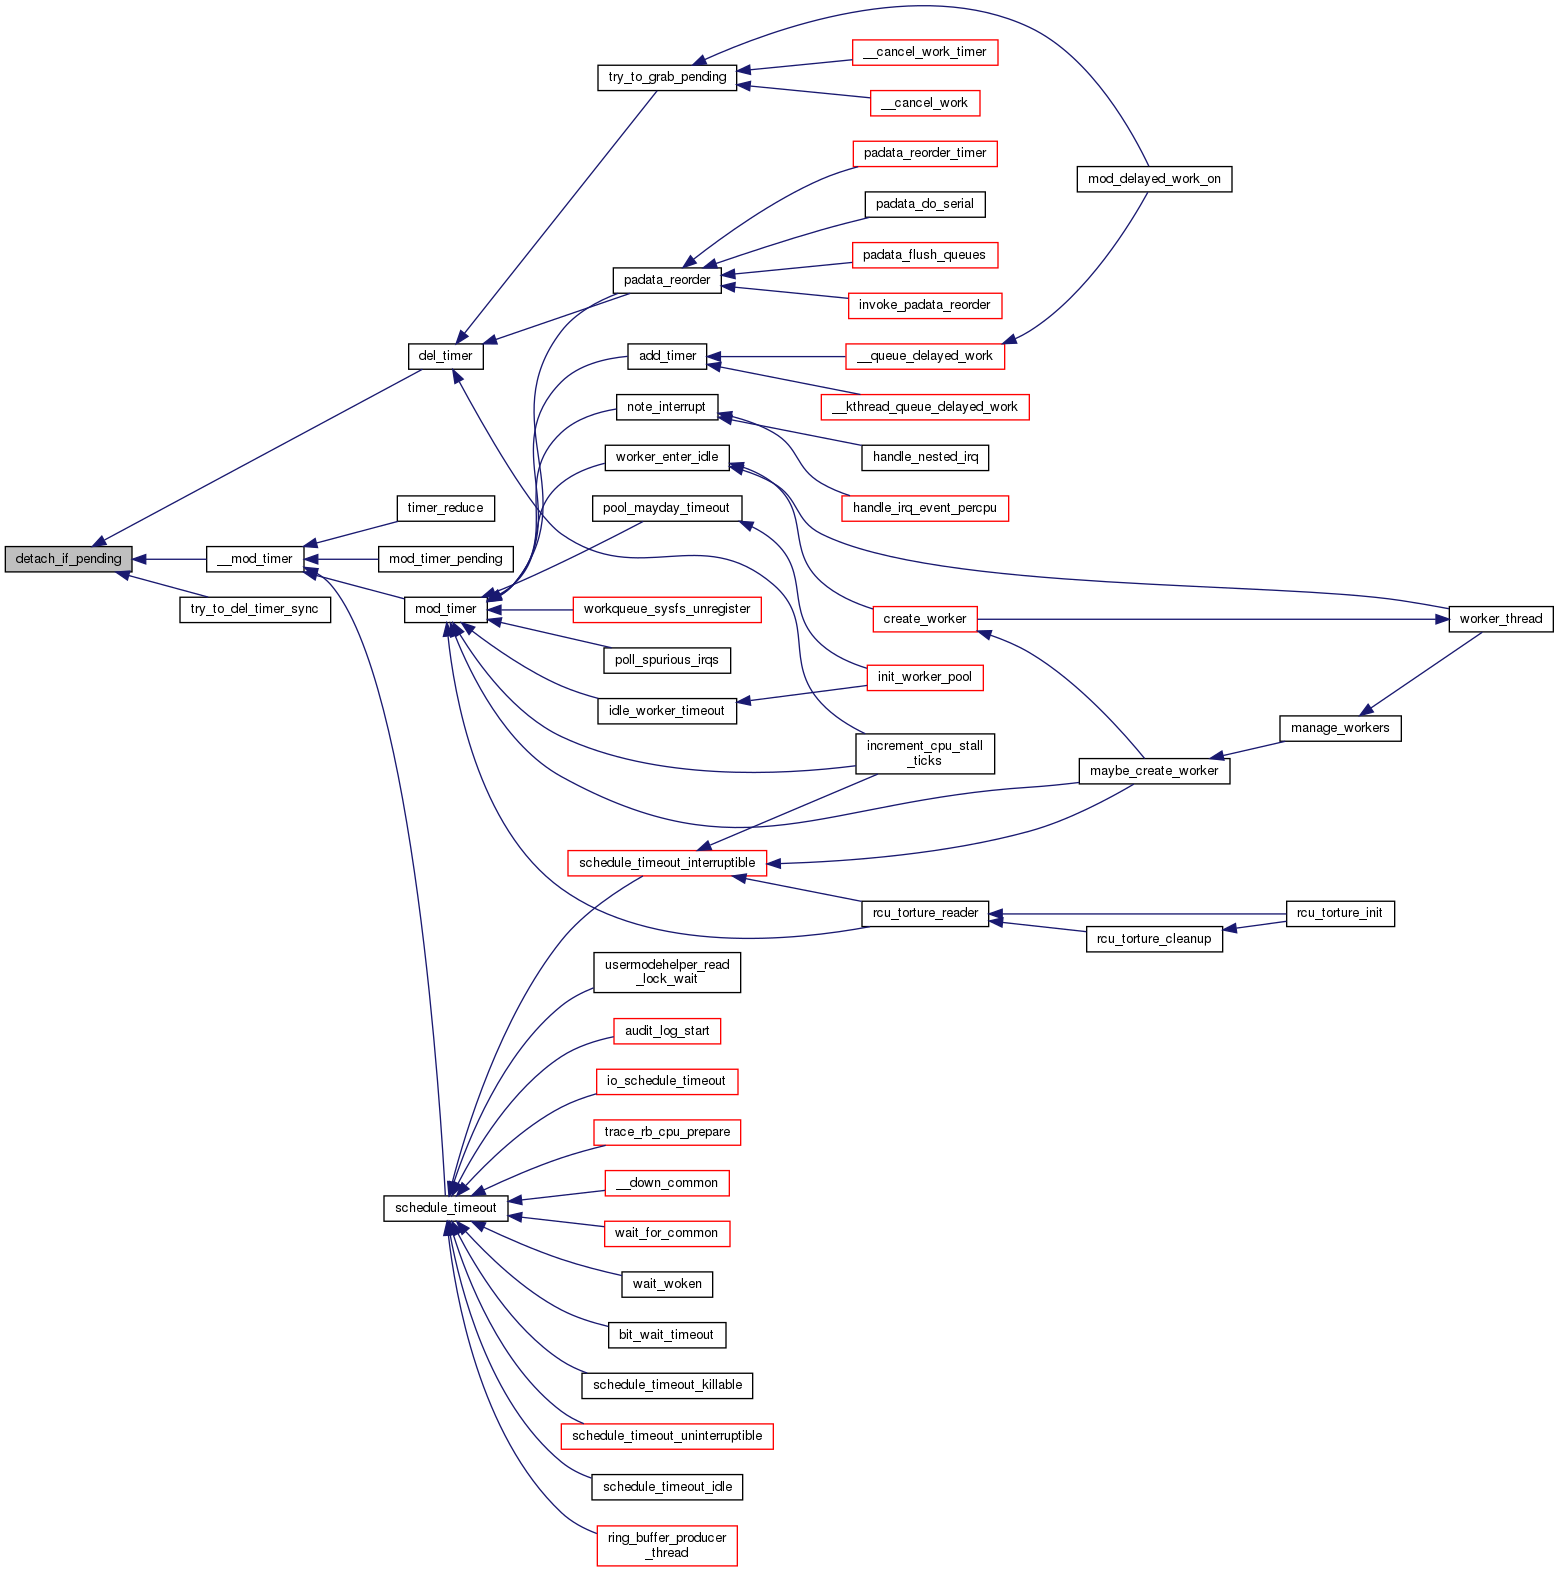 __cancel_work_timer
try_to_grab_pending
__cancel_work
padata_reorder_timer
mod_delayed_work_on
padata_do_serial
padata_flush_queues
padata_reorder
invoke_padata_reorder
del_timer
add_timer
__queue_delayed_work
note_interrupt
__kthread_queue_delayed_work
worker_enter_idle
handle_nested_irq
timer_reduce
pool_mayday_timeout
handle_irq_event_percpu
detach_if_pending
__mod_timer
mod_timer_pending
try_to_del_timer_sync
mod_timer
workqueue_sysfs_unregister
create_worker
worker_thread
poll_spurious_irqs
init_worker_pool
idle_worker_timeout
manage_workers
increment_cpu_stall
_ticks
maybe_create_worker
schedule_timeout_interruptible
rcu_torture_reader
rcu_torture_init
rcu_torture_cleanup
usermodehelper_read
_lock_wait
audit_log_start
io_schedule_timeout
trace_rb_cpu_prepare
__down_common
schedule_timeout
wait_for_common
wait_woken
bit_wait_timeout
schedule_timeout_killable
schedule_timeout_uninterruptible
schedule_timeout_idle
ring_buffer_producer
_thread